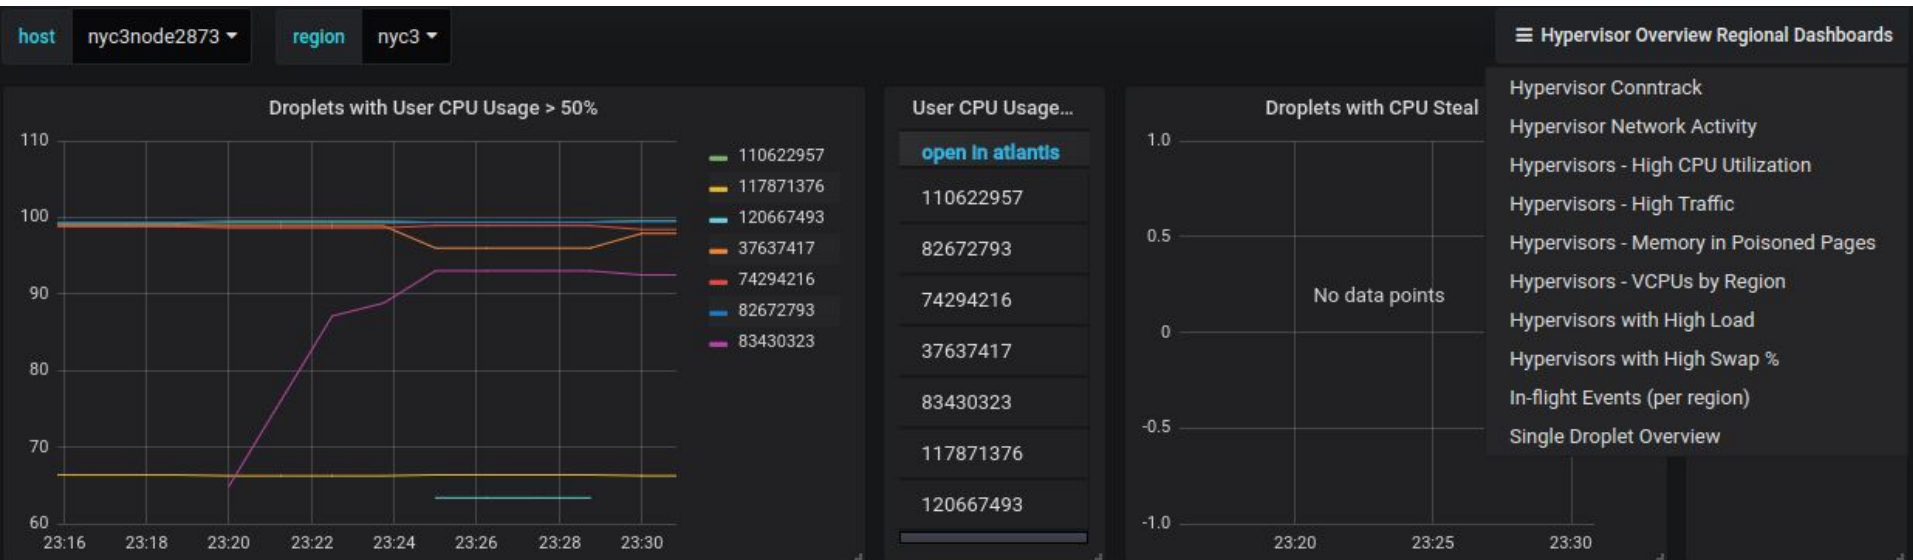 host nyc3node2873 region nyc3 Hypervisor Overview Regional Dashboards
Droplets with User CPU Usage > 50%
110
100
90
80
70
60
23:16 23:18 23:20 23:22 23:24 23:26 23:28 23:30
110622957
117871376
120667493
37637417
74294216
82672793
83430323
User CPU Usage...
open in atlantis
110622957
82672793
74294216
37637417
83430323
117871376
120667493
Droplets with CPU Steal
1.0
0.5
0
-0.5
-1.0
No data points
23:20 23:25 23:30
Hypervisor Conntrack
Hypervisor Network Activity
Hypervisors - High CPU Utilization
Hypervisors - High Traffic
Hypervisors - Memory in Poisoned Pages
Hypervisors - VCPUs by Region
Hypervisors with High Load
Hypervisors with High Swap %
In-flight Events (per region)
Single Droplet Overview